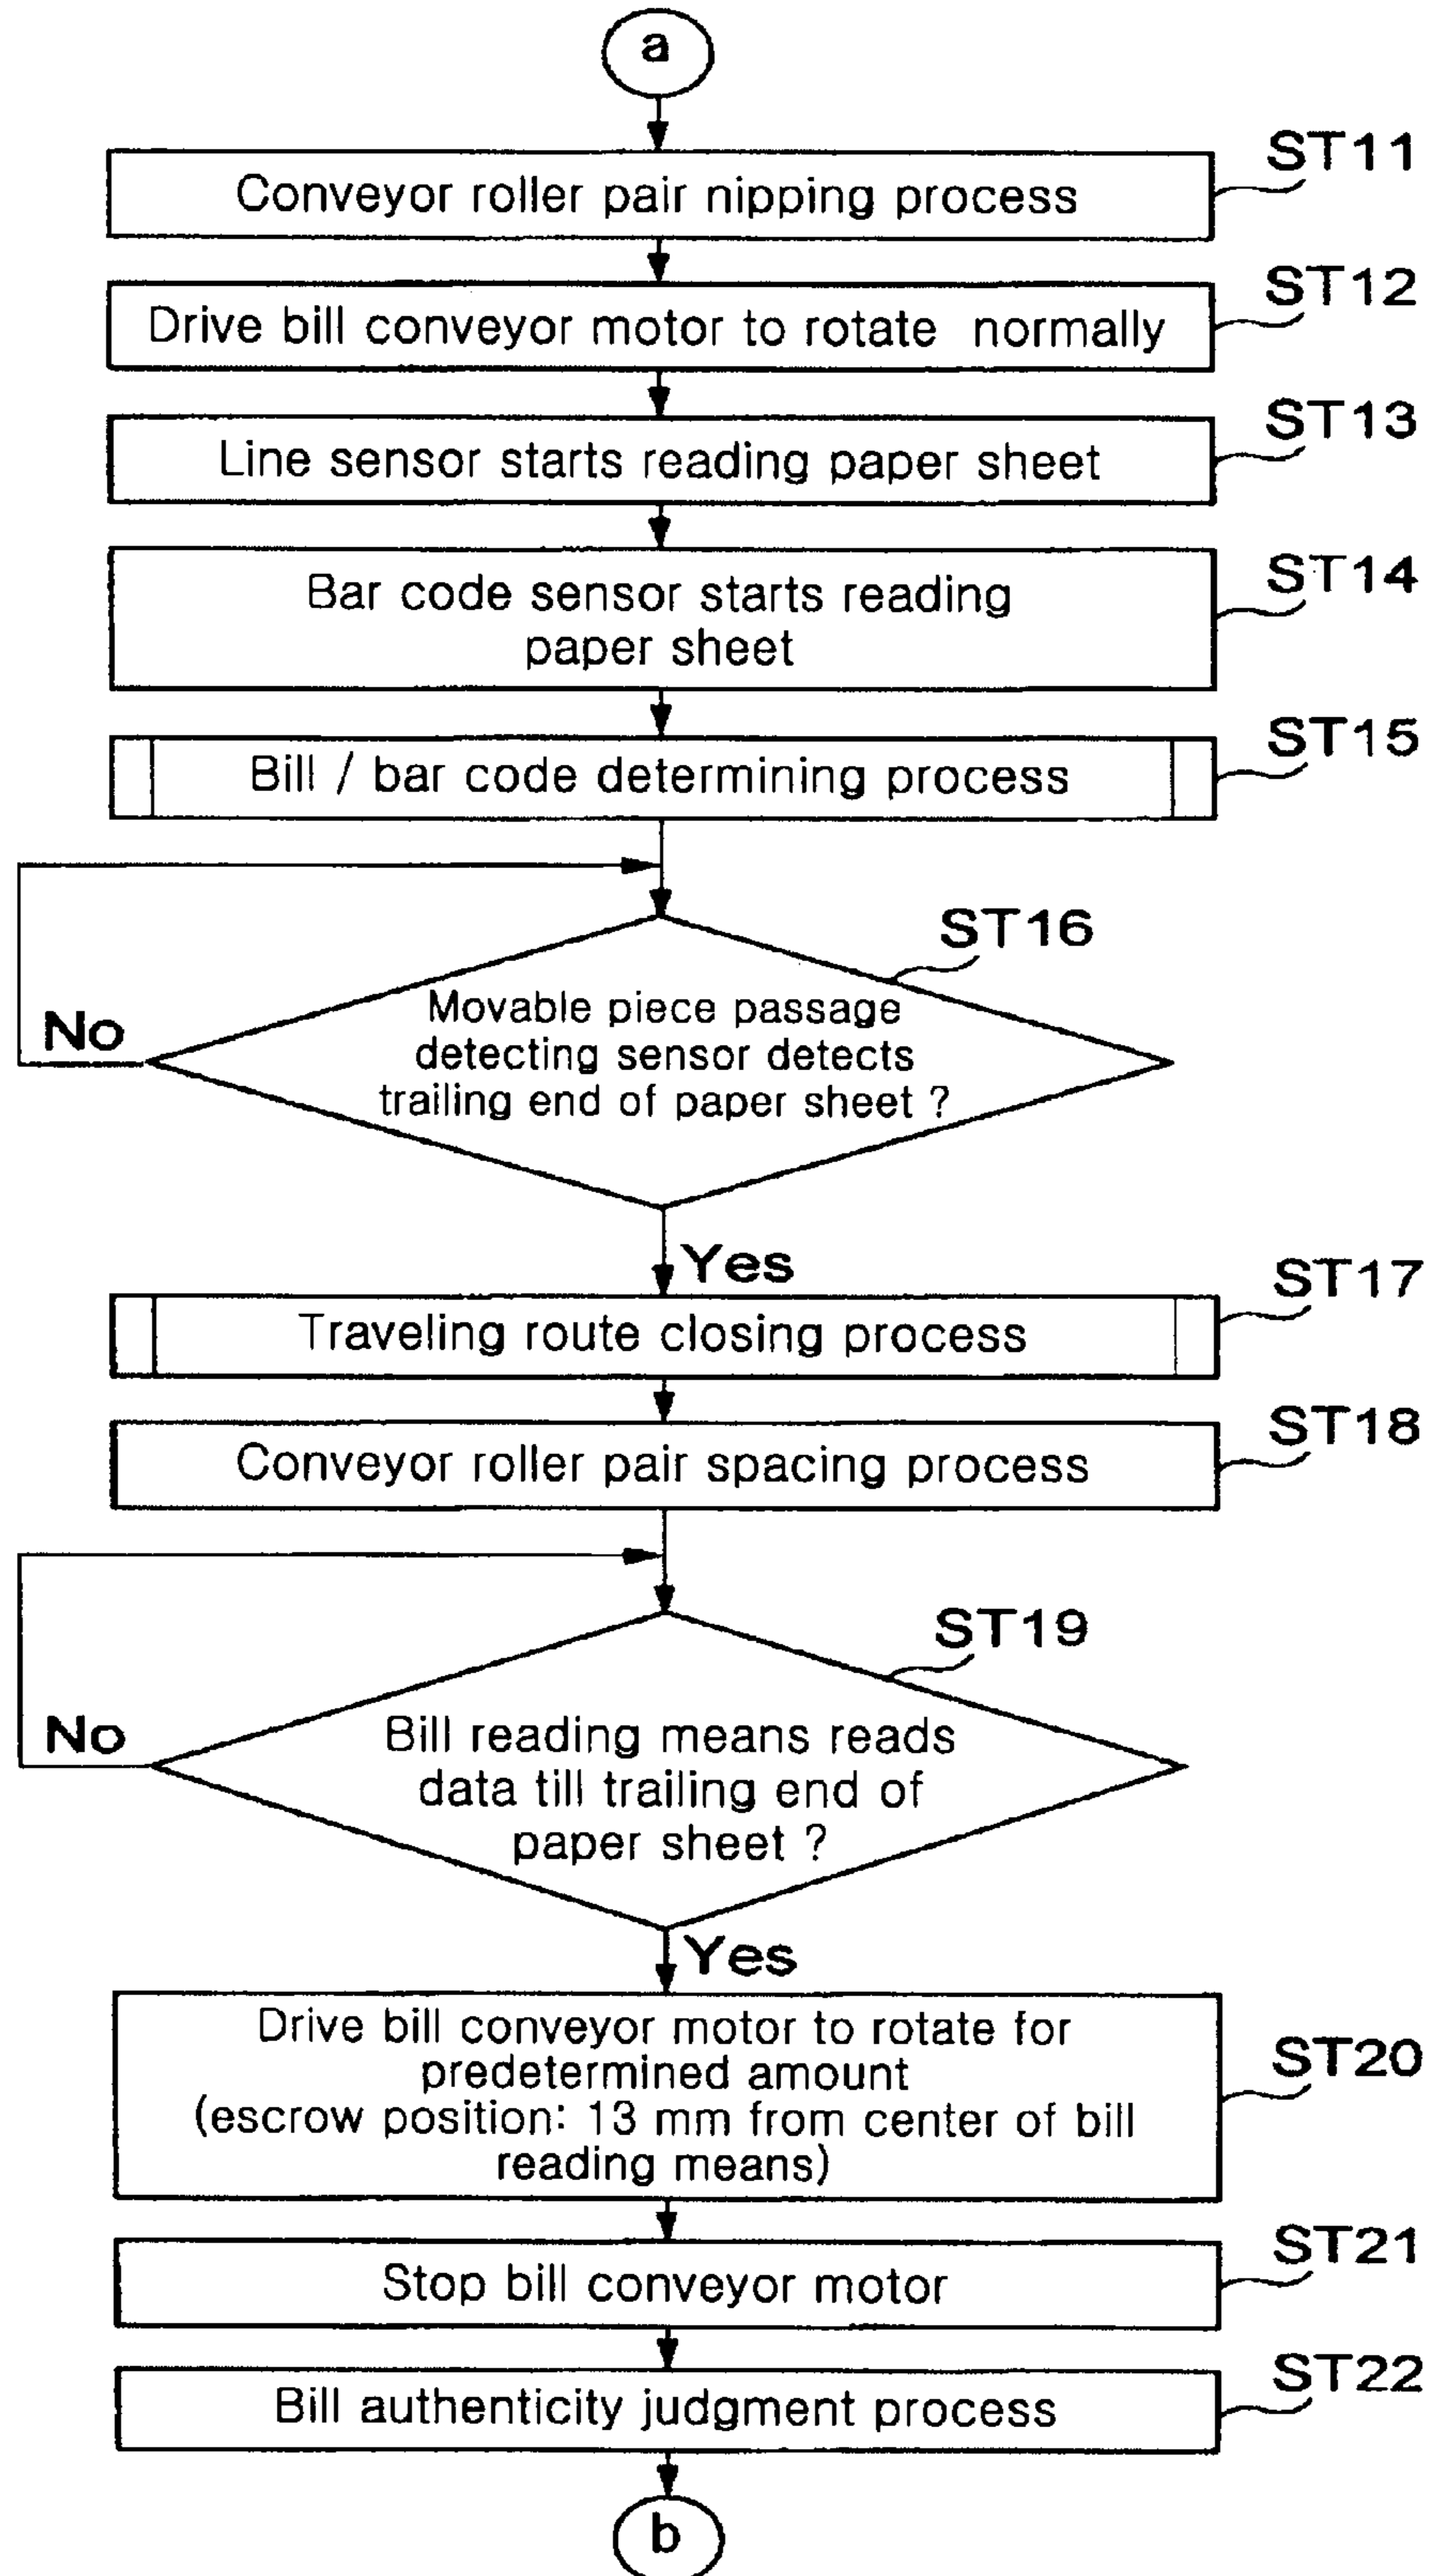 a
ST11
Conveyor roller pair nipping process
ST12
Drive bill conveyor motor to rotate normally
ST13
Line sensor starts reading paper sheet
ST14
Bar code sensor starts reading
paper sheet
ST15
Bill / bar code determining process
ST16
Movable piece passage
detecting sensor detects
trailing end of paper sheet ?
No
Yes
ST17
Traveling route closing process
ST18
Conveyor roller pair spacing process
ST19
Bill reading means reads
data till trailing end of
paper sheet ?
No
Yes
ST20
Drive bill conveyor motor to rotate for
predetermined amount
(escrow position: 13 mm from center of bill
reading means)
ST21
Stop bill conveyor motor
ST22
Bill authenticity judgment process
b